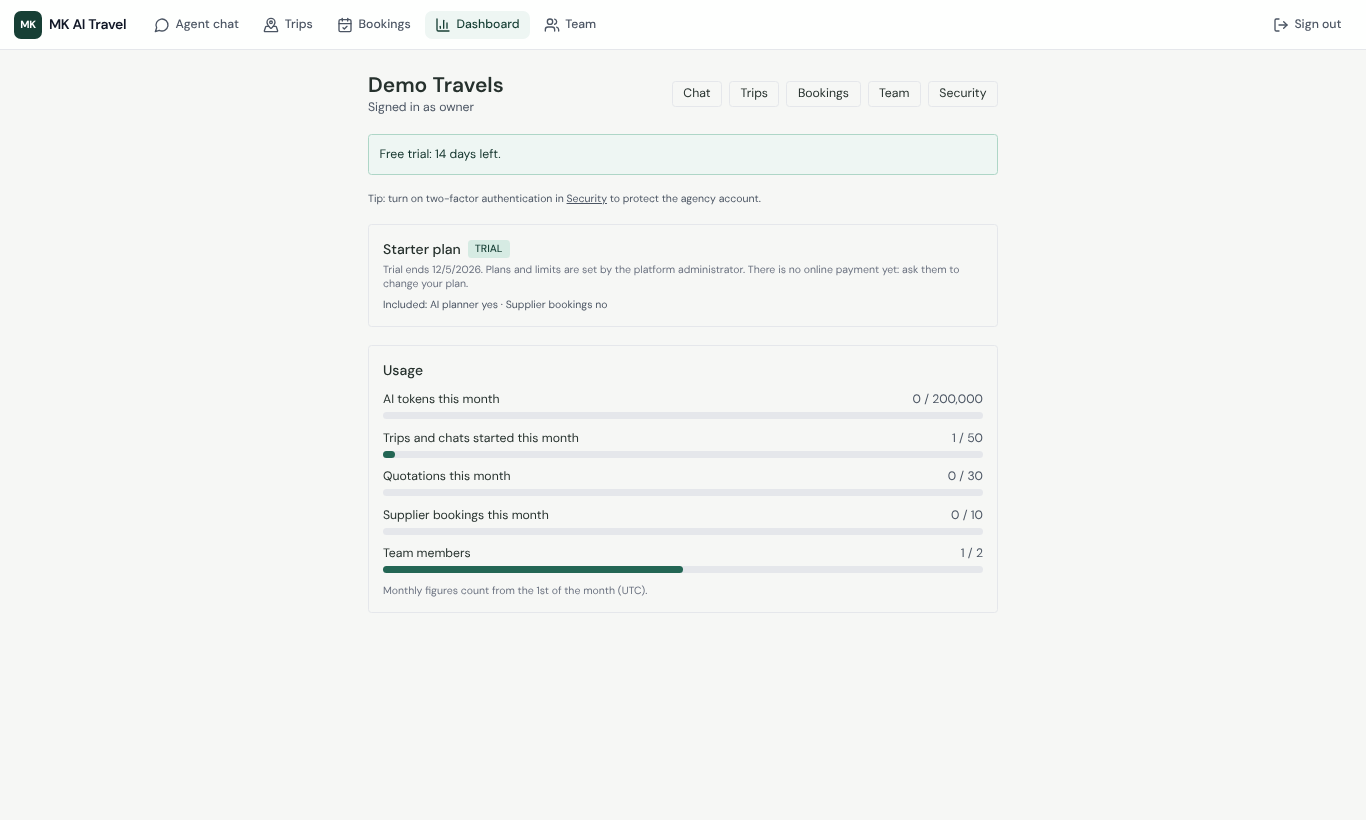 MK MK AI Travel Agent chat Trips Bookings Dashboard Team Sign out
Demo Travels
Signed in as owner
Chat Trips Bookings Team Security
Free trial: 14 days left.
Tip: turn on two-factor authentication in Security to protect the agency account.
Starter plan TRIAL
Trial ends 12/5/2026. Plans and limits are set by the platform administrator. There is no online payment yet: ask them to
change your plan.
Included: AI planner yes · Supplier bookings no
Usage
AI tokens this month 0 / 200,000
Trips and chats started this month 1 / 50
Quotations this month 0 / 30
Supplier bookings this month 0 / 10
Team members 1 / 2
Monthly figures count from the 1st of the month (UTC).